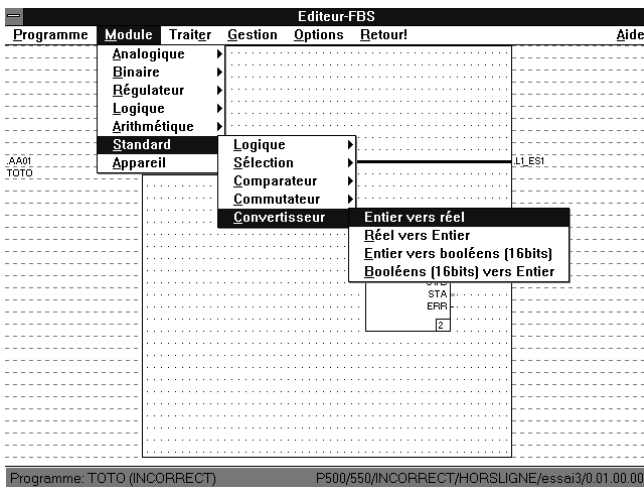 Editeur-FBS
Programme Module Traiter Gestion Options Retour! Aide
Analogique
Binaire
Régulateur
Logique
Arithmétique
Standard
Appareil
Logique
Sélection
Comparateur
Commutateur
Convertisseur
Entier vers réel
Réel vers Entier
Entier vers booléens (16bits)
Booléens (16bits) vers Entier
.AA01
TOTO
.L1_ES1
STA
ERR
2
Programme: TOTO (INCORRECT) P500/550/INCORRECT/HORSLIGNE/essai3/0.01.00.00